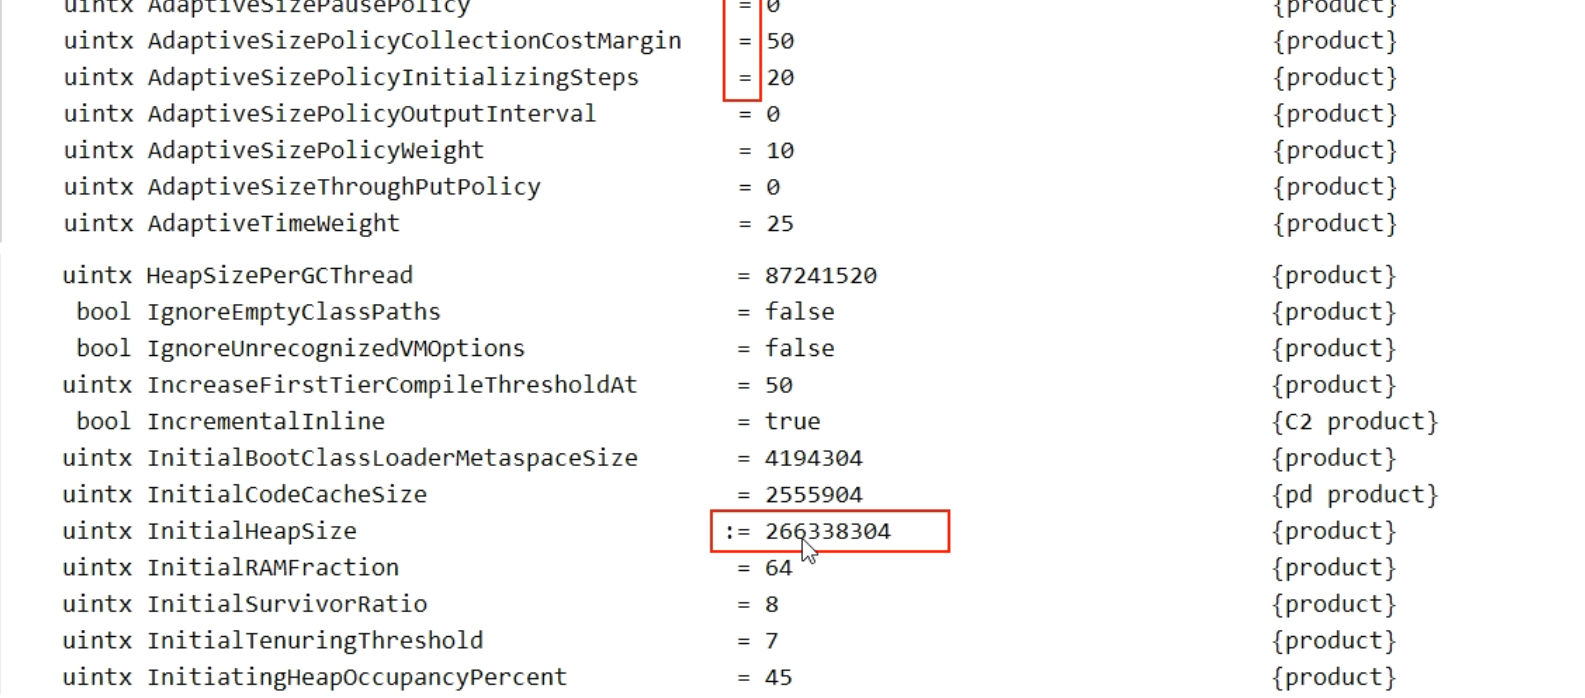 uintx AdaptiveSizePausePolicy = 0 {product}
uintx AdaptiveSizePolicyCollectionCostMargin = 50 {product}
uintx AdaptiveSizePolicyInitializingSteps = 20 {product}
uintx AdaptiveSizePolicyOutputInterval = 0 {product}
uintx AdaptiveSizePolicyWeight = 10 {product}
uintx AdaptiveSizeThroughPutPolicy = 0 {product}
uintx AdaptiveTimeWeight = 25 {product}
uintx HeapSizePerGCThread = 87241520 {product}
bool IgnoreEmptyClassPaths = false {product}
bool IgnoreUnrecognizedVMOptions = false {product}
uintx IncreaseFirstTierCompileThresholdAt = 50 {product}
bool IncrementalInline = true {C2 product}
uintx InitialBootClassLoaderMetaspaceSize = 4194304 {product}
uintx InitialCodeCacheSize = 2555904 {pd product}
uintx InitialHeapSize := 266338304 {product}
uintx InitialRAMFraction = 64 {product}
uintx InitialSurvivorRatio = 8 {product}
uintx InitialTenuringThreshold = 7 {product}
uintx InitiatingHeapOccupancyPercent = 45 {product}